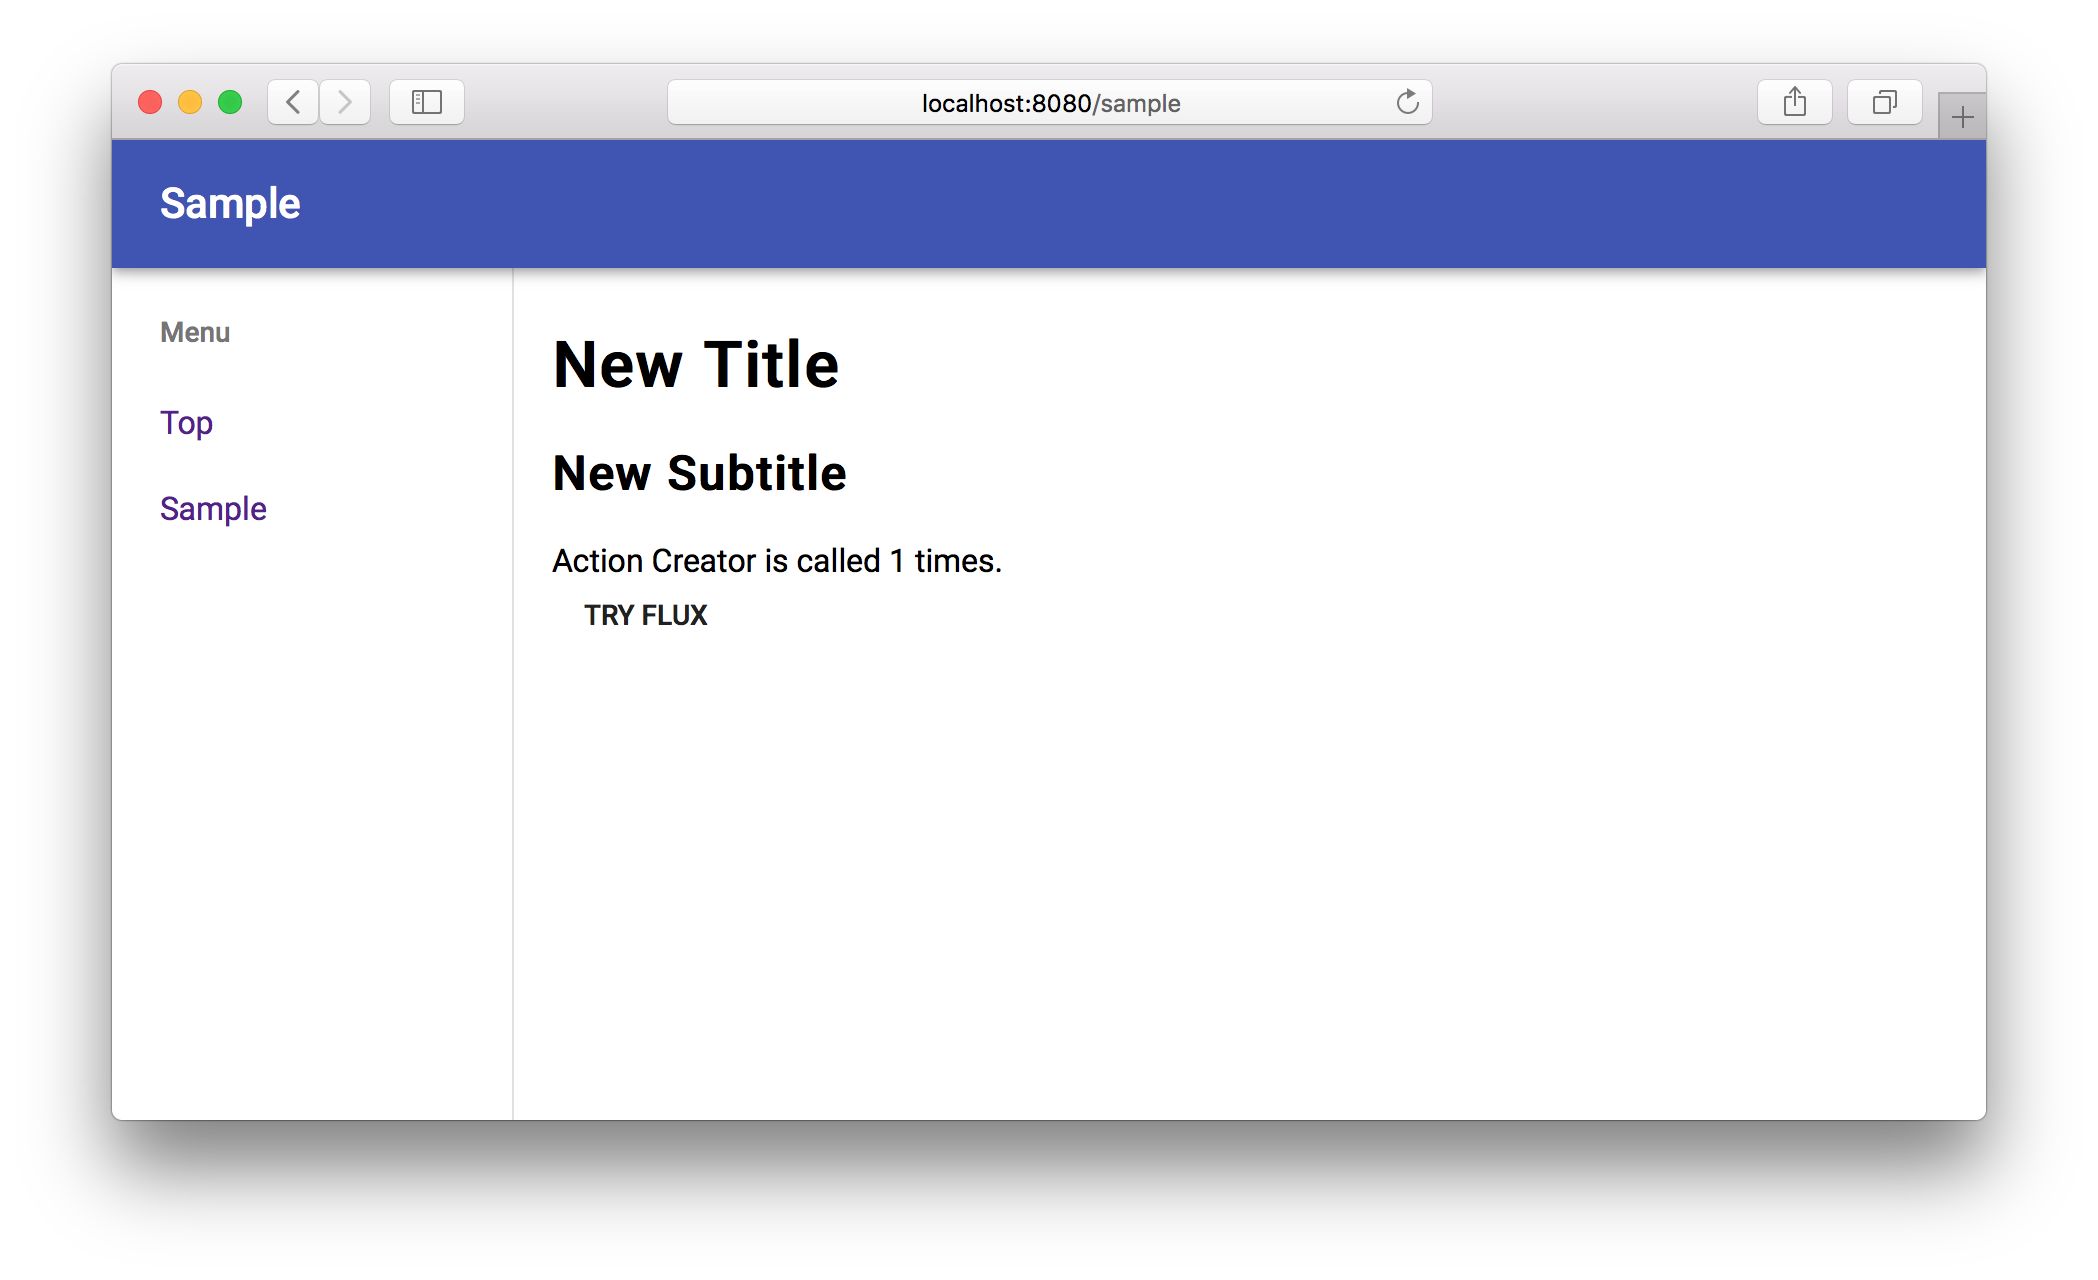 localhost:8080/sample
Sample
Menu
Top
Sample
New Title
New Subtitle
Action Creator is called 1 times.
TRY FLUX